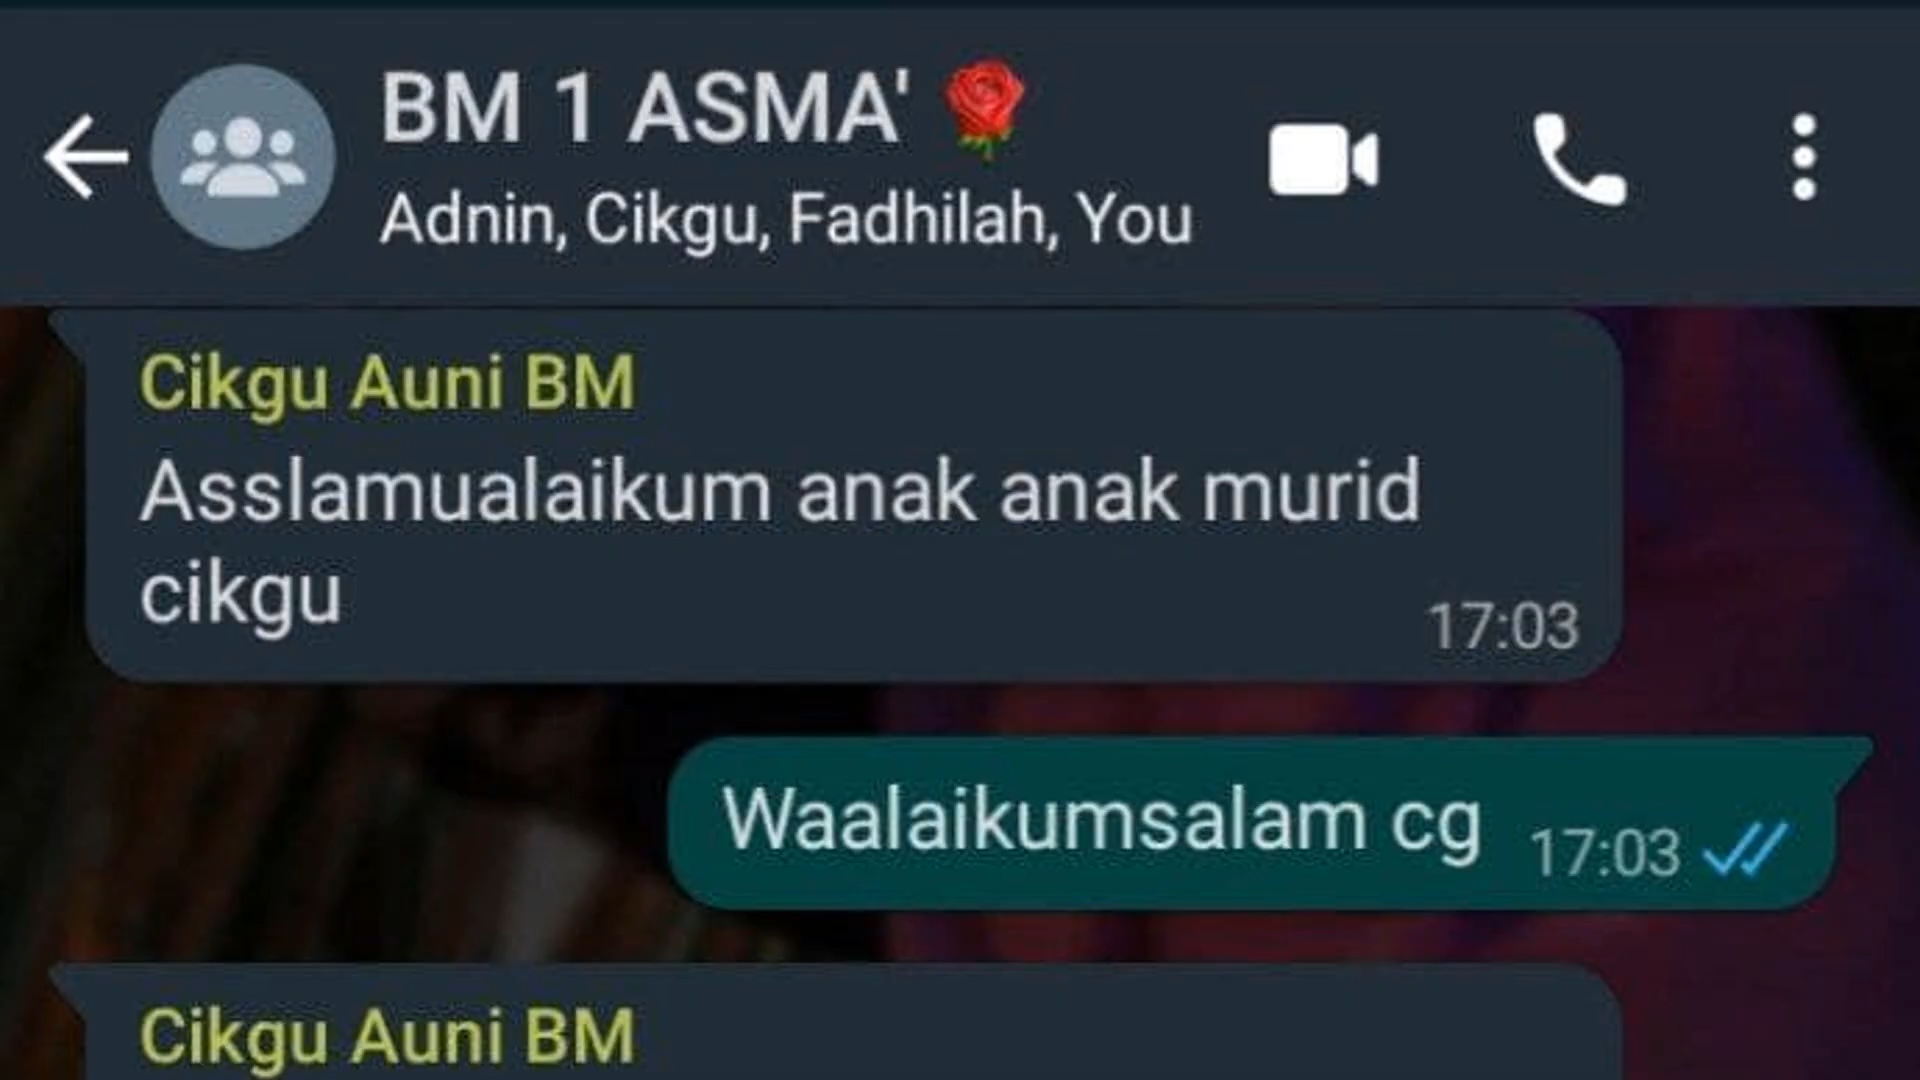 BM 1 ASMA' 🌹
Adnin, Cikgu, Fadhilah, You
Cikgu Auni BM
Asslamualaikum anak anak murid
cikgu
17:03
Waalaikumsalam cg
17:03
Cikgu Auni BM